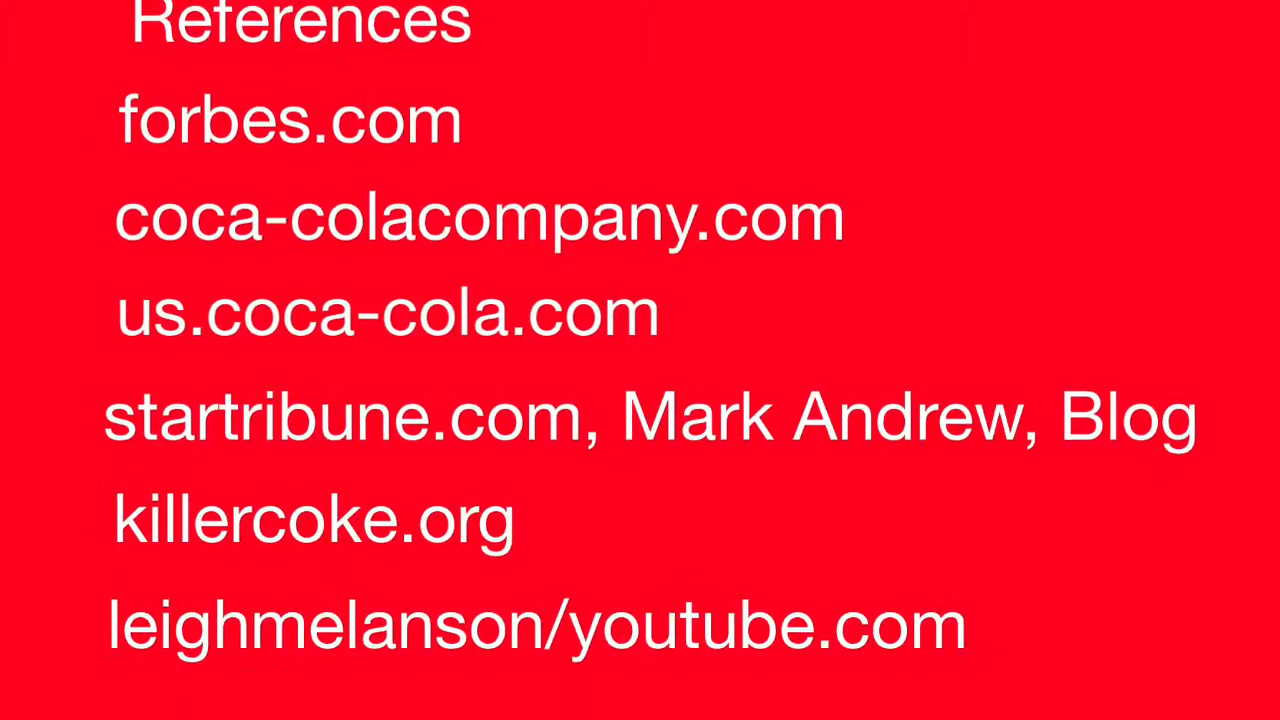 References
forbes.com
coca-colacompany.com
us.coca-cola.com
startribune.com, Mark Andrew, Blog
killercoke.org
leighmelanson/youtube.com